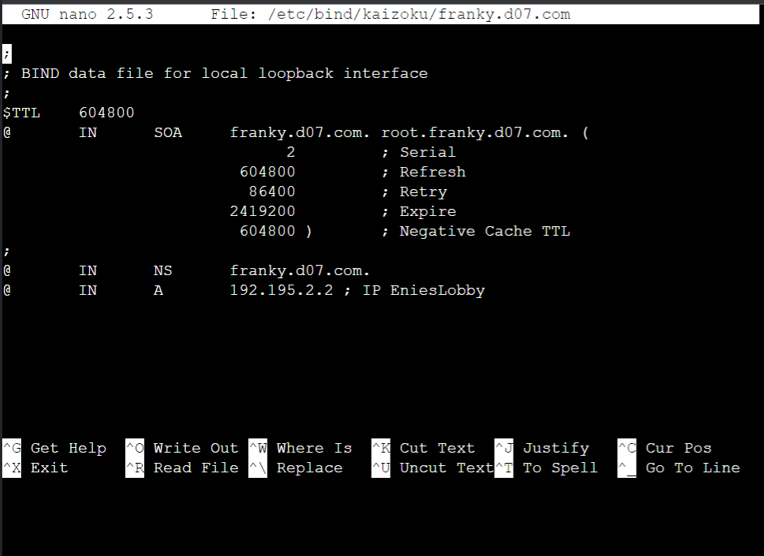 GNU nano 2.5.3 File: /etc/bind/kaizoku/franky.d07.com
;
; BIND data file for local loopback interface
;
$TTL 604800
@ IN SOA franky.d07.com. root.franky.d07.com. (
2 ; Serial
604800 ; Refresh
86400 ; Retry
2419200 ; Expire
604800 ) ; Negative Cache TTL
;
@ IN NS franky.d07.com.
@ IN A 192.195.2.2 ; IP EniesLobby
^G Get Help ^O Write Out ^W Where Is ^K Cut Text ^J Justify ^C Cur Pos
^X Exit ^R Read File ^\ Replace ^U Uncut Text ^T To Spell ^_ Go To Line